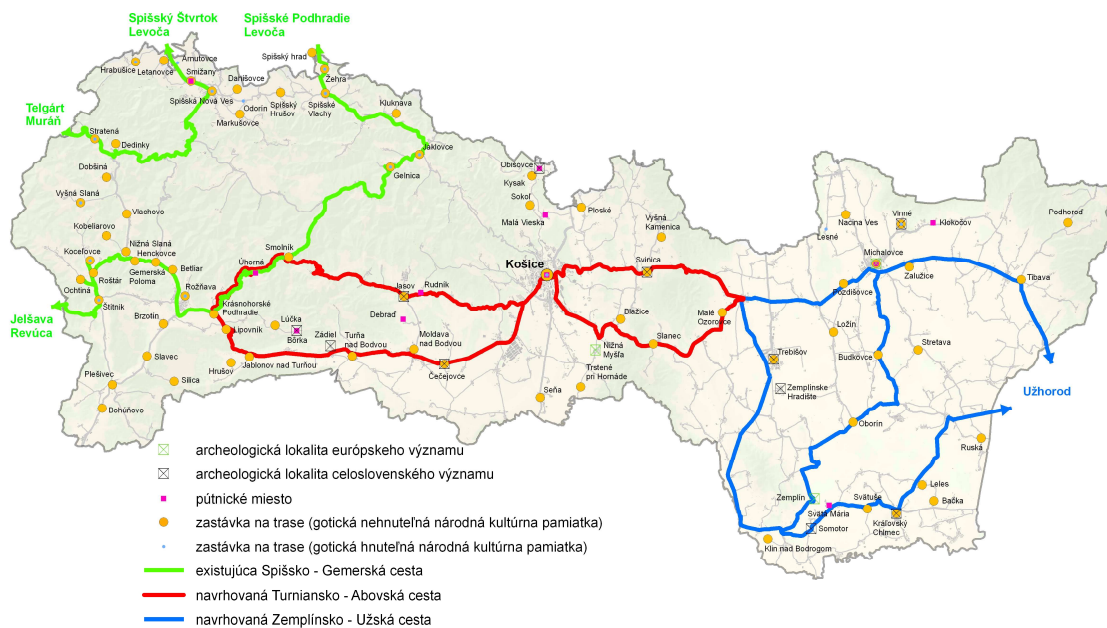 Spišský Štvrtok
Levoča
Spišské Podhradie
Levoča
Arnutovce
Hrabušice
Letanovce
Smižany
Spišský hrad
Danišovce
Žehra
Spišská Nová Ves
Odorín
Markušovce
Spišský
Hrušov
Spišské
Vlachy
Kluknava
Telgárt
Muráň
Stratená
Dedinky
Dobšiná
Jaklovce
Gelnica
Vyšná Slaná
Vlachovo
Kobeliarovo
Koceľovce
Nižná Slaná
Henckovce
Gemerská
Poloma
Betliar
Roštár
Ochtiná
Štítnik
Rožňava
Jelšava
Revúca
Brzotín
Slavec
Plešivec
Silica
Dohúňovo
Smolník
Úhorná
Krásnohorské
Podhradie
Lipovník
Lúčka
Bôrka
Hrušov
Jablonov nad Turňou
Zádiel
Turňa
nad Bodvou
Jasov
Rudník
Debraď
Moldava
nad Bodvou
Čečejovce
Ubišovce
Kysak
Sokoľ
Malá Vieska
Ploské
Vyšná
Kamenica
Košice
Svinica
Blažice
Nižná
Myšľa
Slanec
Malé
Ozorovce
Trstené
pri Hornáde
Seňa
Nacina Ves
Vinné
Klokočov
Podhoroď
Lesné
Michalovce
Zalužice
Pozdišovce
Tibava
Ložín
Stretava
Budkovce
Trebišov
Zemplínske
Hradište
Oborín
Užhorod
Ruská
Zemplín
Svätá Mária
Svätuše
Leles
Bačka
Somotor
Kráľovský
Chlmec
Klin nad Bodrogom
archeologická lokalita európskeho významu
archeologická lokalita celoslovenského významu
pútnické miesto
zastávka na trase (gotická nehnuteľná národná kultúrna pamiatka)
zastávka na trase (gotická hnuteľná národná kultúrna pamiatka)
existujúca Spišsko - Gemerská cesta
navrhovaná Turniansko - Abovská cesta
navrhovaná Zemplínsko - Užská cesta